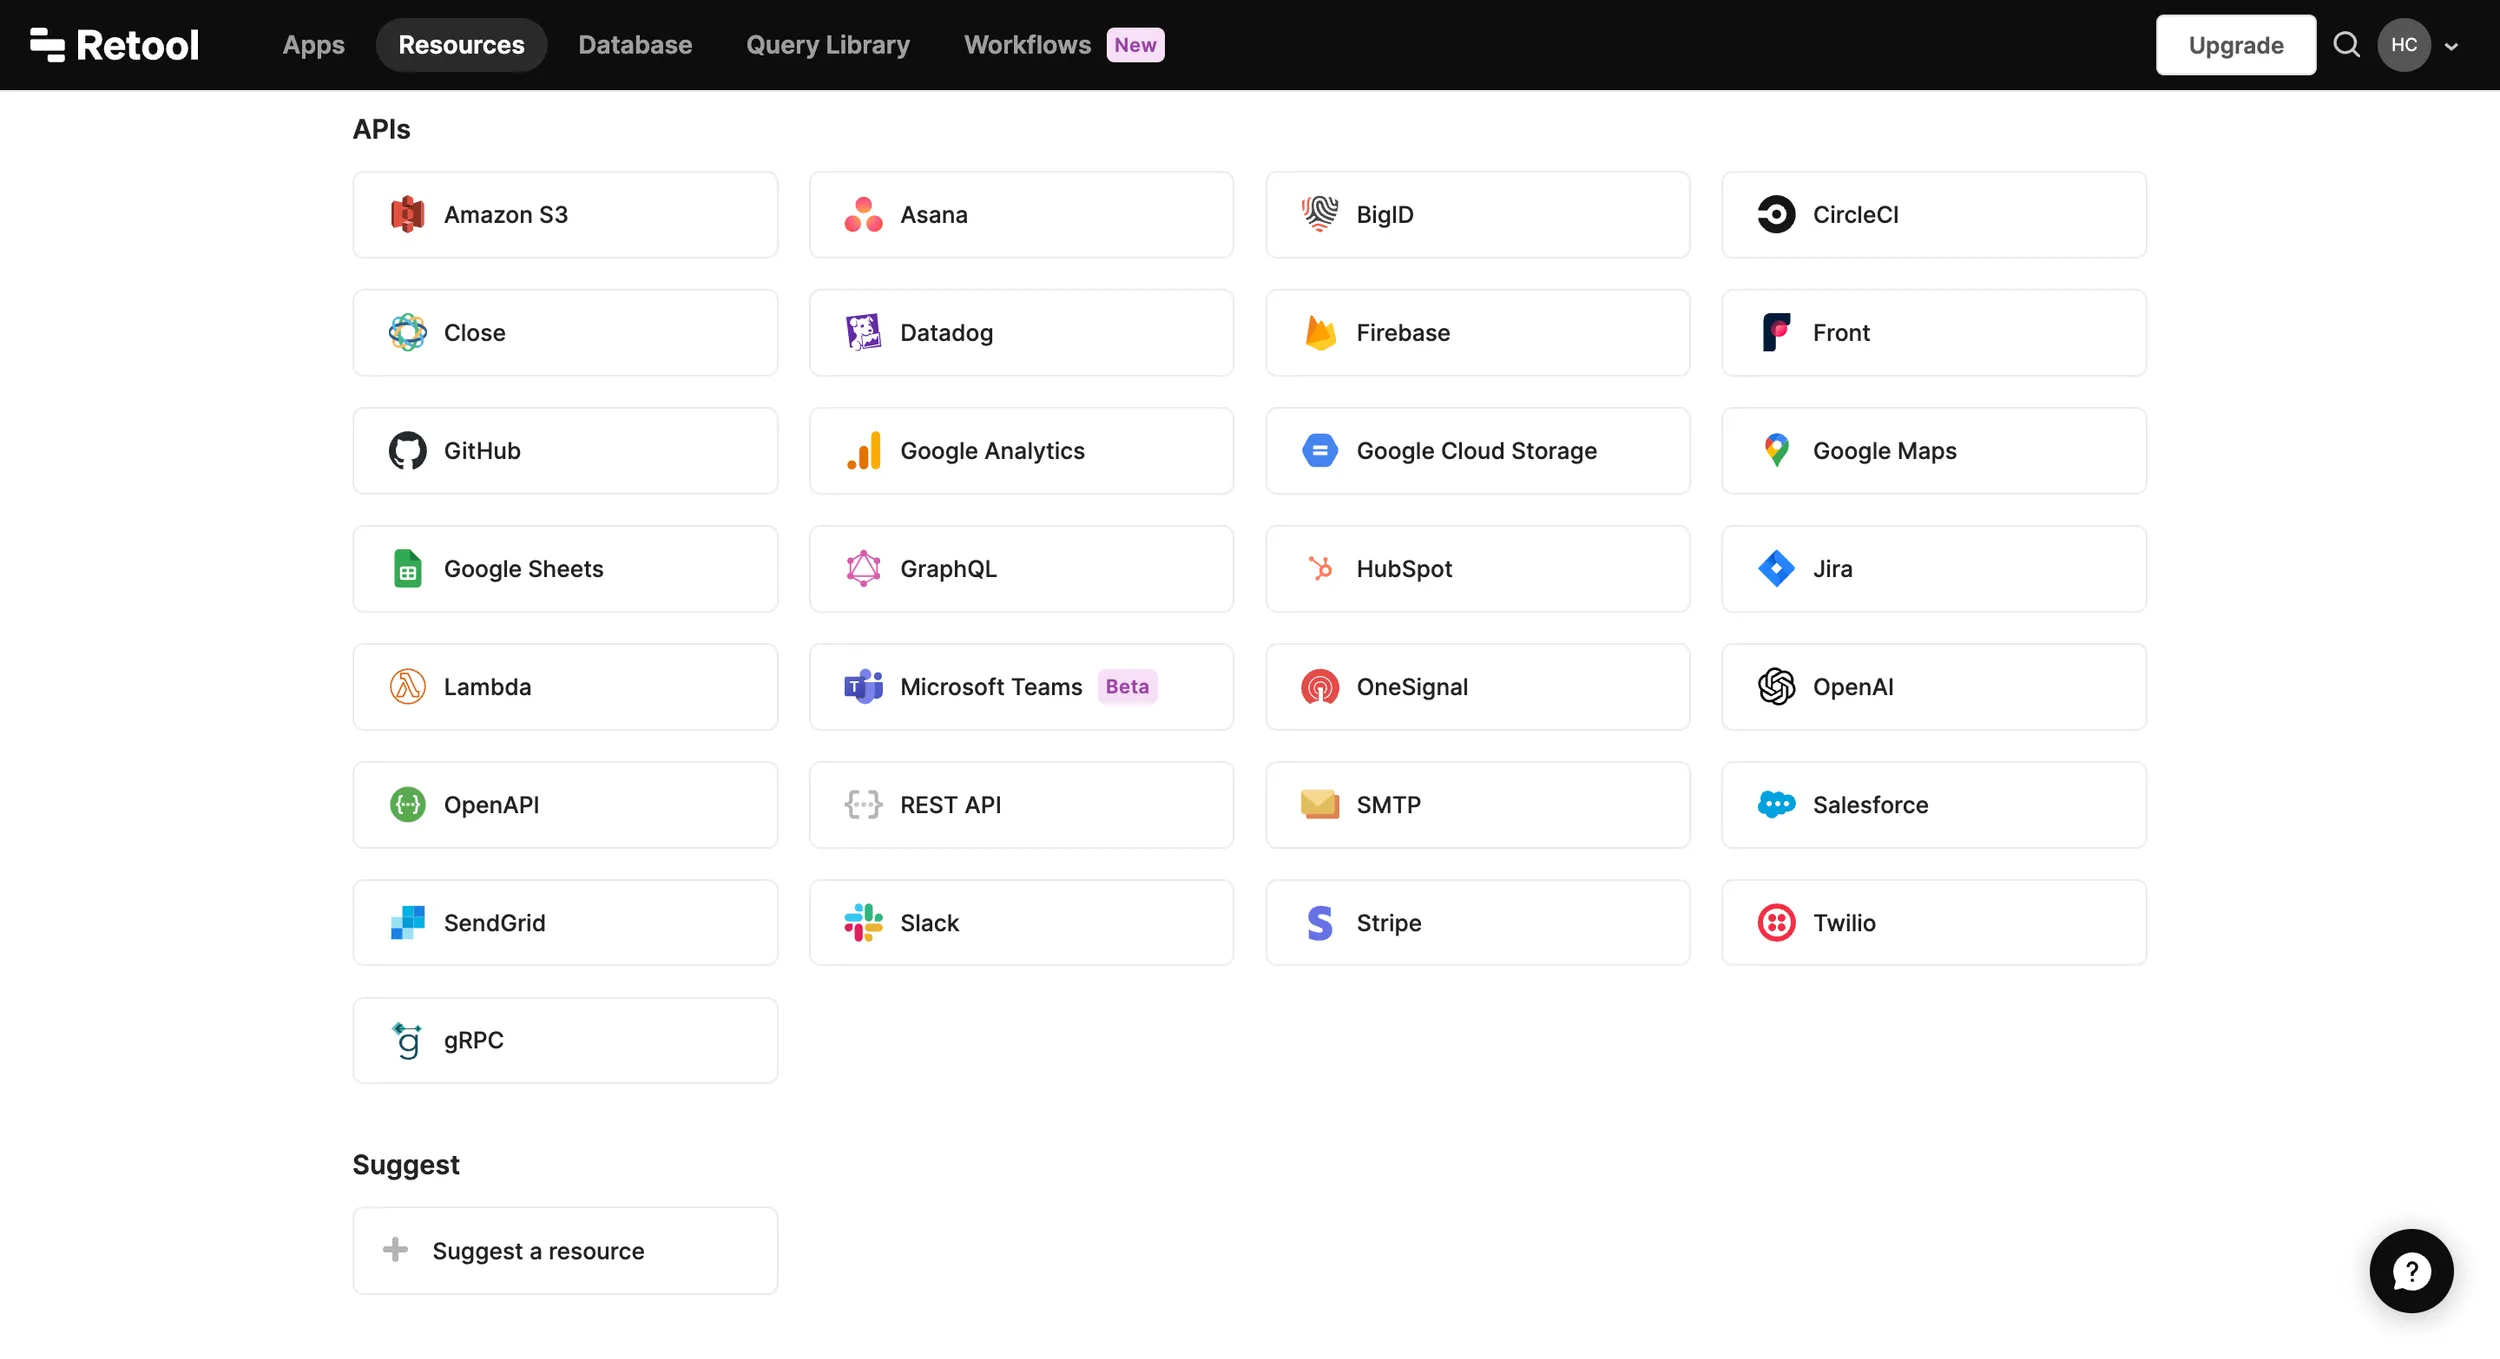 Retool Apps Resources Database Query Library Workflows New Upgrade HC
APIs
Amazon S3 Asana BigID CircleCI
Close Datadog Firebase Front
GitHub Google Analytics Google Cloud Storage Google Maps
Google Sheets GraphQL HubSpot Jira
Lambda Microsoft Teams Beta OneSignal OpenAI
OpenAPI REST API SMTP Salesforce
SendGrid Slack Stripe Twilio
gRPC
Suggest
Suggest a resource